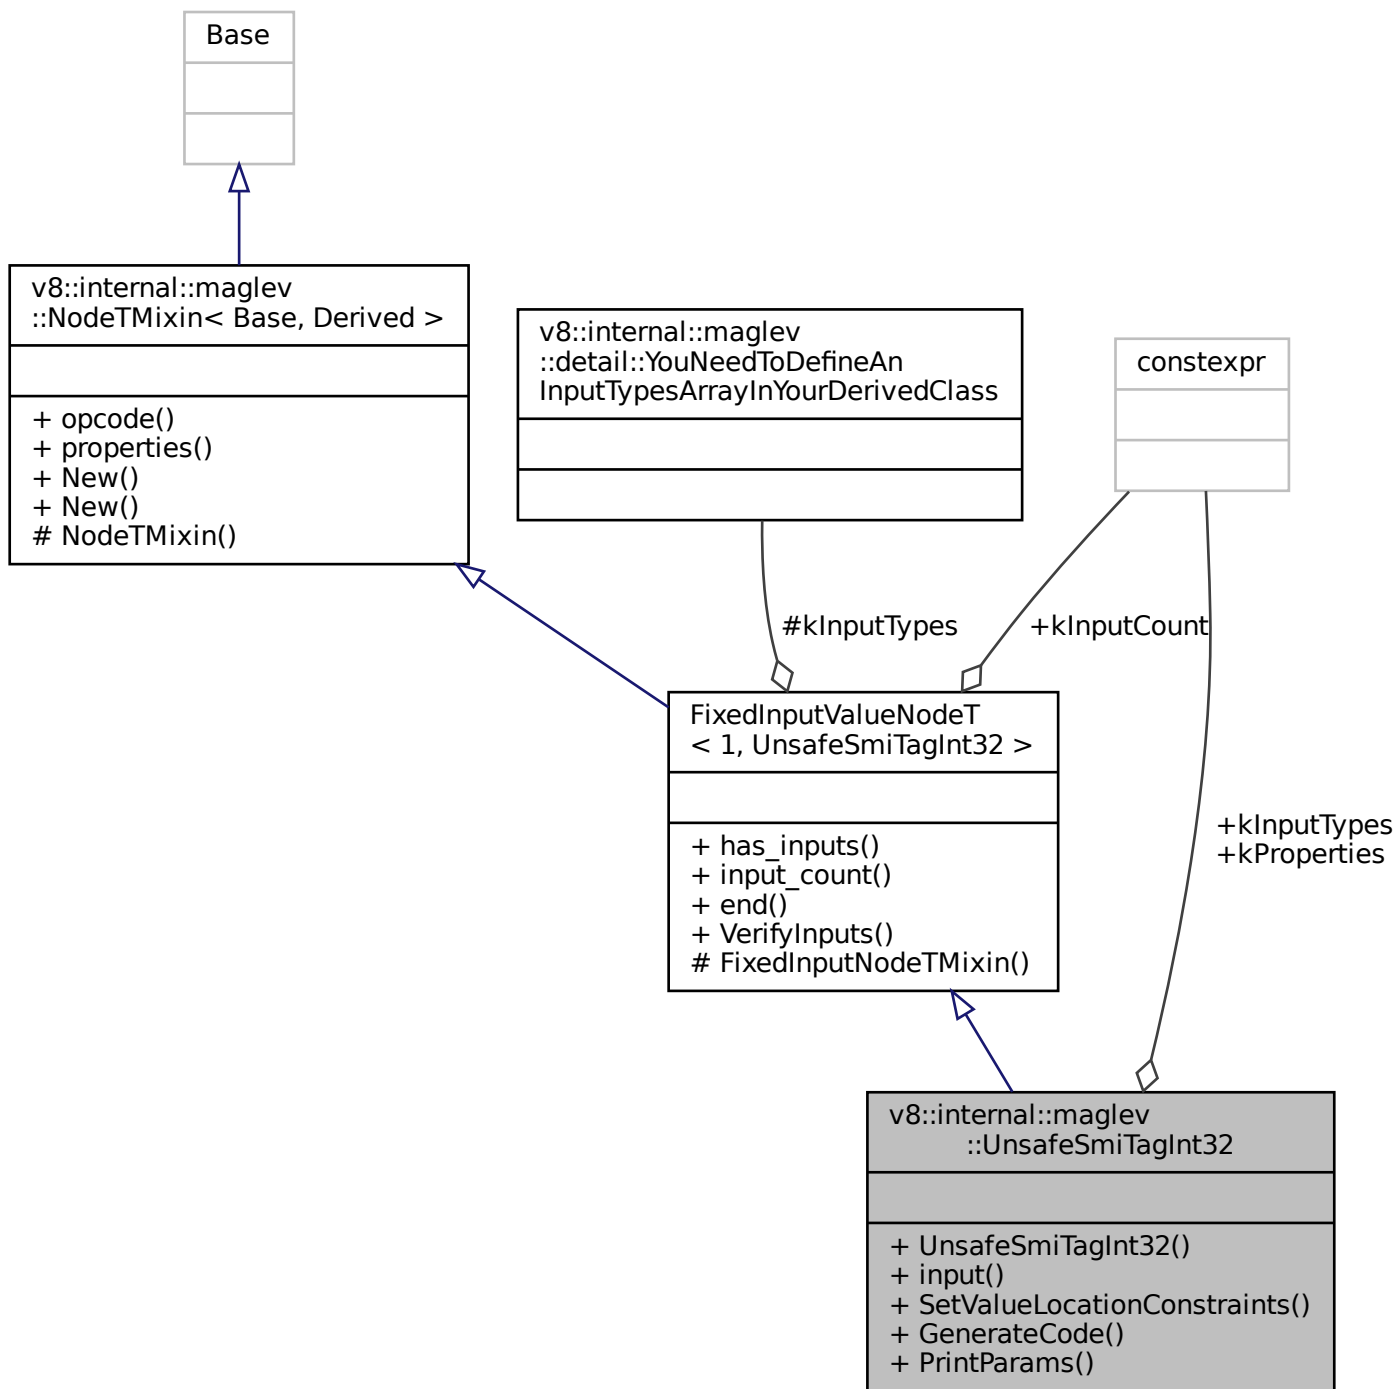 Base
v8::internal::maglev
::NodeTMixin< Base, Derived >
+ opcode()
+ properties()
+ New()
+ New()
# NodeTMixin()
v8::internal::maglev
::detail::YouNeedToDefineAn
InputTypesArrayInYourDerivedClass
constexpr
#kInputTypes
+kInputCount
FixedInputValueNodeT
< 1, UnsafeSmiTagInt32 >
+ has_inputs()
+ input_count()
+ end()
+ VerifyInputs()
# FixedInputNodeTMixin()
+kInputTypes
+kProperties
v8::internal::maglev
::UnsafeSmiTagInt32
+ UnsafeSmiTagInt32()
+ input()
+ SetValueLocationConstraints()
+ GenerateCode()
+ PrintParams()